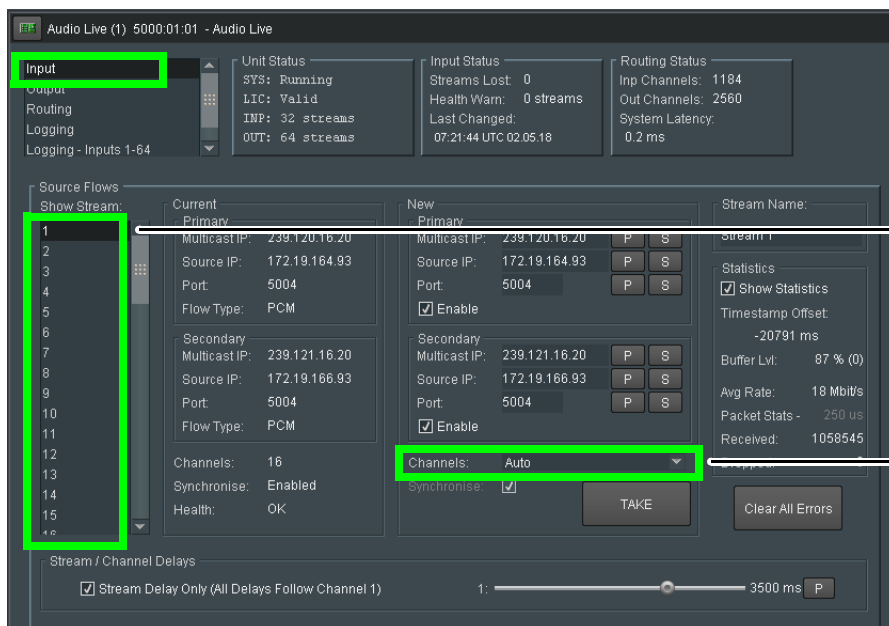 Audio Live (1) 5000:01:01 - Audio Live
Input
Output
Routing
Logging
Logging - Inputs 1-64
Unit Status
SYS: Running
LIC: Valid
INP: 32 streams
OUT: 64 streams
Input Status
Streams Lost: 0
Health Warn: 0 streams
Last Changed:
07:21:44 UTC 02.05.18
Routing Status
Inp Channels: 1184
Out Channels: 2560
System Latency:
0.2 ms
Source Flows
Show Stream:
1
2
3
4
5
6
7
8
9
10
11
12
13
14
15
16
Current
Primary
Multicast IP: 239.120.16.20
Source IP: 172.19.164.93
Port: 5004
Flow Type: PCM
Secondary
Multicast IP: 239.121.16.20
Source IP: 172.19.166.93
Port: 5004
Flow Type: PCM
Channels: 16
Synchronise: Enabled
Health: OK
New
Primary
Multicast IP: 239.120.16.20 P S
Source IP: 172.19.164.93 P S
Port: 5004 P S
Enable
Secondary
Multicast IP: 239.121.16.20 P S
Source IP: 172.19.166.93 P S
Port: 5004 P S
Enable
Channels: Auto
Synchronise:
TAKE
Stream Name:
Stream 1
Statistics
Show Statistics
Timestamp Offset:
-20791 ms
Buffer Lvl: 87 % (0)
Avg Rate: 18 Mbit/s
Packet Stats - 250 us
Received: 1058545
Dropped: 0
Clear All Errors
Stream / Channel Delays
Stream Delay Only (All Delays Follow Channel 1)
1: 3500 ms P